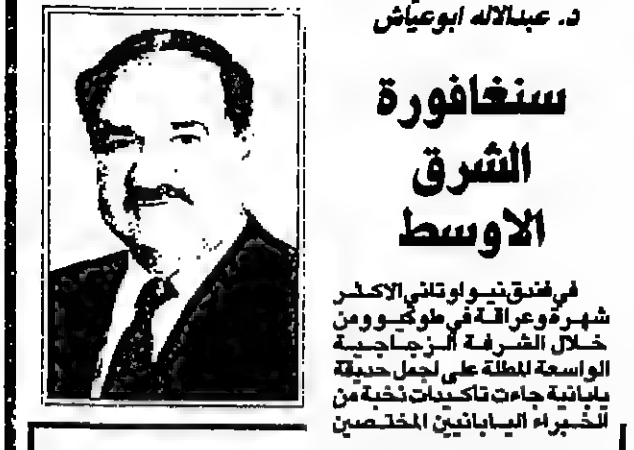 د. عبدالاله ابوعياش
سنغافورة
الشرق
الاوسط
في فندق نيو اوتاني الاكثر
شهرة وعراقة في طوكيو ومن
خلال الشرفة الزجاجية
الواسعة المطلة على اجمل حديقة
يابانية جاءت تاكيدات نخبة من
الخبراء اليابانيين المختصين